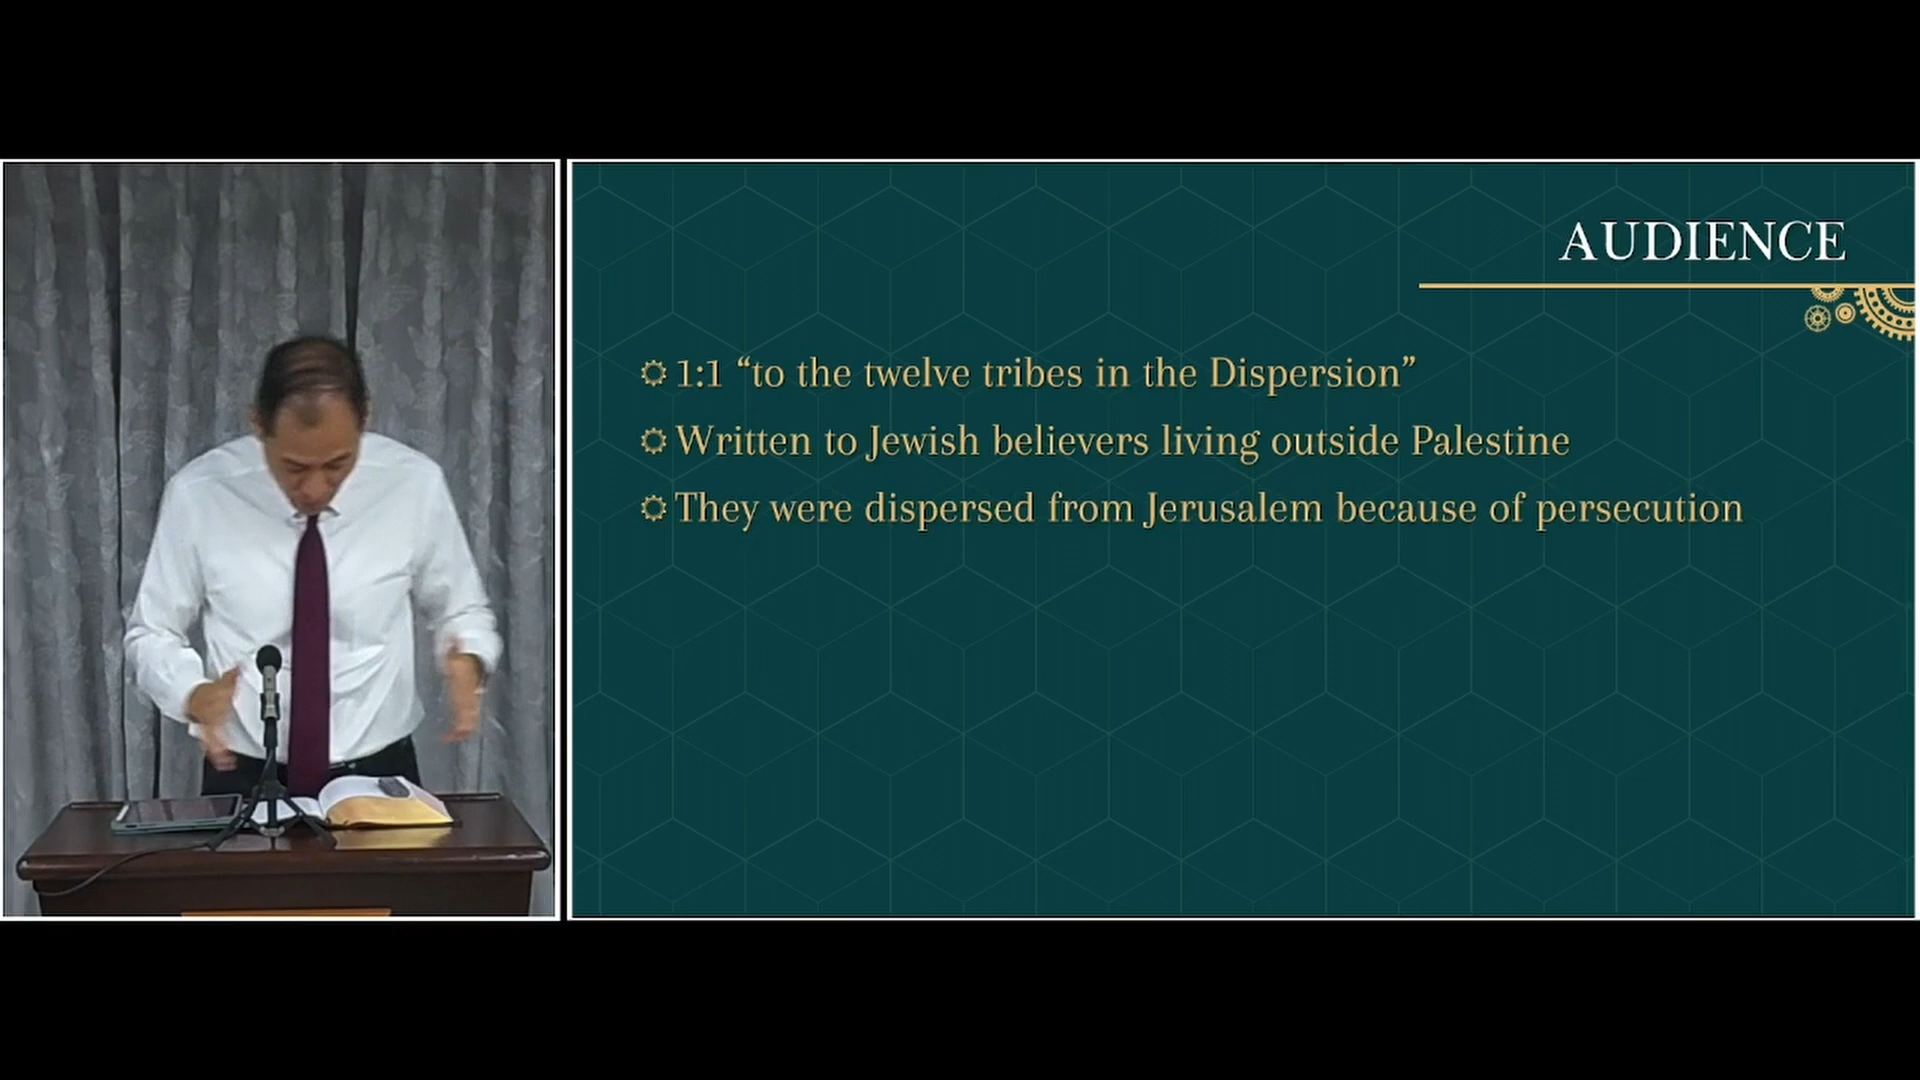 AUDIENCE
1:1 “to the twelve tribes in the Dispersion”
Written to Jewish believers living outside Palestine
They were dispersed from Jerusalem because of persecution